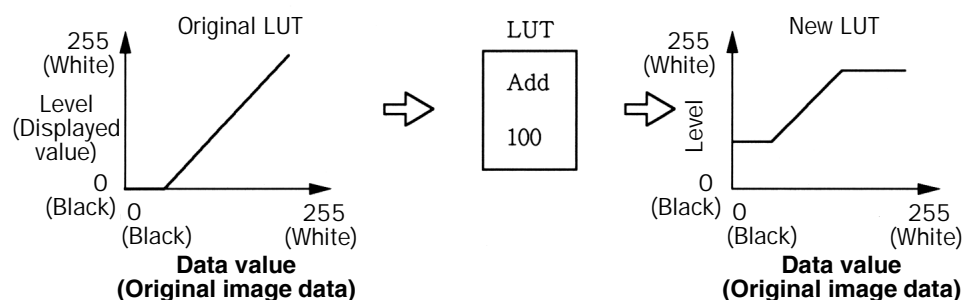 Original LUT
255
(White)
Level
(Displayed
value)
0
(Black)
0
(Black)
255
(White)
Data value
(Original image data)
LUT
Add
100
New LUT
255
(White)
Level
0
(Black)
0
(Black)
255
(White)
Data value
(Original image data)